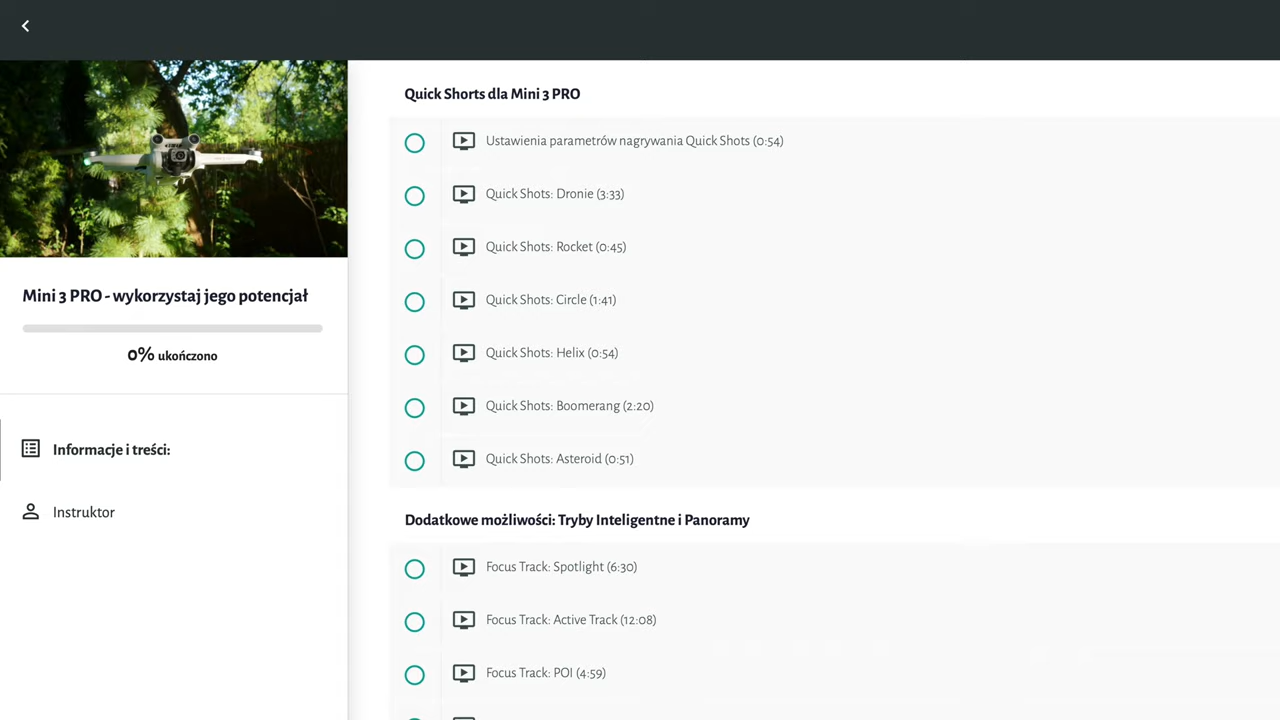 Mini 3 PRO - wykorzystaj jego potencjał
0% ukończono
Informacje i treści:
Instruktor
Quick Shorts dla Mini 3 PRO
Ustawienia parametrów nagrywania Quick Shots (0:54)
Quick Shots: Dronie (3:33)
Quick Shots: Rocket (0:45)
Quick Shots: Circle (1:41)
Quick Shots: Helix (0:54)
Quick Shots: Boomerang (2:20)
Quick Shots: Asteroid (0:51)
Dodatkowe możliwości: Tryby Inteligentne i Panoramy
Focus Track: Spotlight (6:30)
Focus Track: Active Track (12:08)
Focus Track: POI (4:59)